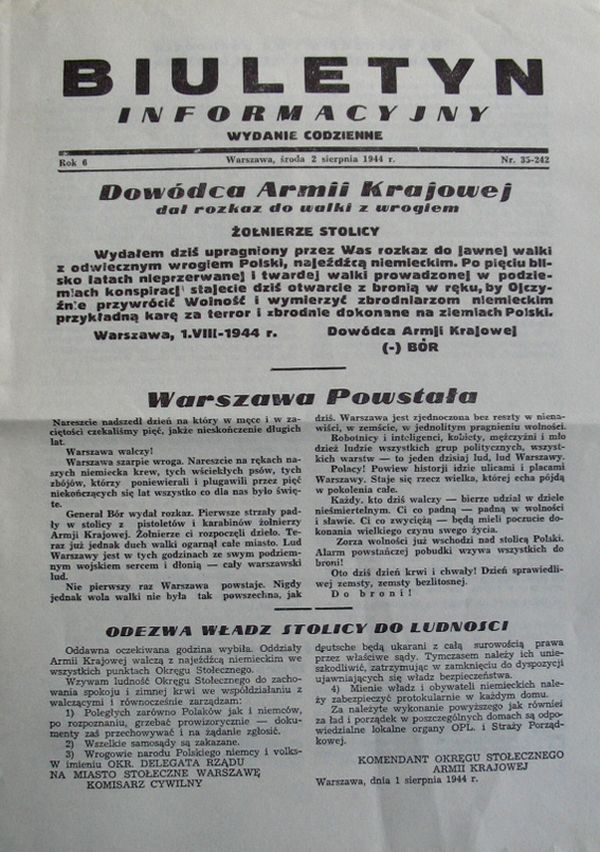 BIULETYN
INFORMACYJNY
WYDANIE CODZIENNE
Rok 6 Warszawa, środa 2 sierpnia 1944 r. Nr. 35-242
Dowódca Armii Krajowej
dał rozkaz do walki z wrogiem
ŻOŁNIERZE STOLICY
Wydałem dziś upragniony przez Was rozkaz do jawnej walki
z odwiecznym wrogiem Polski, najeźdźcą niemieckim. Po pięciu bli-
sko latach nieprzerwanej i twardej walki prowadzonej w podzie-
miach konspiracji stajecie dziś otwarcie z bronią w ręku, by Ojczy-
źnie przywrócić Wolność i wymierzyć zbrodniarzom niemieckim
przykładną karę za terror i zbrodnie dokonane na ziemiach Polski.
Warszawa, 1.VIII-1944 r. Dowódca Armji Krajowej
(-) BÓR
Warszawa Powstała
Nareszcie nadszedł dzień na który w męce i w za-
ciętości czekaliśmy pięć, jakże nieskończenie długich
lat.
Warszawa walczy!
Warszawa szarpie wroga. Nareszcie na rękach na-
szych niemiecka krew, tych wściekłych psów, tych
zbójów, którzy poniewierali i plugawili przez pięć
niekończących się lat wszystko co dla nas było świę-
te.
Generał Bór wydał rozkaz. Pierwsze strzały pad-
ły w stolicy z pistoletów i karabinów żołnierzy
Armji Krajowej. Żołnierze ci rozpoczęli dzieło. Te-
raz już jednak duch walki ogarnął całe miasto. Lud
Warszawy jest w tych godzinach ze swym podziem-
nym wojskiem sercem i dłonią — cały warszawski
lud.
Nie pierwszy raz Warszawa powstaje. Nigdy
jednak wola walki nie była tak powszechna, jak
dziś. Warszawa jest zjednoczona bez reszty w niena-
wiści, w zemście, w jednolitym pragnieniu wolności.
Robotnicy i inteligenci, kobiety, mężczyźni i mło
dzież ludzie wszystkich grup politycznych, wszyst-
kich warstw — to jeden dzisiaj lud, lud Warszawy.
Polacy! Powiew historji idzie ulicami i placami
Warszawy. Staje się rzecz wielka, której echa pójdą
w pokolenia całe.
Każdy, kto dziś walczy — bierze udział w dziele
nieśmiertelnym. Ci co padną — padną w wolności
i sławie. Ci co zwyciężą — będą mieli poczucie do-
konania wielkiego czynu swego życia.
Zorza wolności już wschodzi nad stolicą Polski.
Alarm powstańczej pobudki wzywa wszystkich do
broni!
Oto dziś dzień krwi i chwały! Dzień sprawiedli-
wej zemsty, zemsty bezlitosnej.
Do broni!
ODEZWA WŁADZ STOLICY DO LUDNOŚCI
Oddawna oczekiwana godzina wybiła. Oddziały
Armii Krajowej walczą z najeźdźcą niemieckim we
wszystkich punktach Okręgu Stołecznego.
Wzywam ludność Okręgu Stołecznego do zacho-
wania spokoju i zimnej krwi we współdziałaniu z
walczącymi i równocześnie zarządzam:
1) Poległych zarówno Polaków jak i niemców,
po rozpoznaniu, grzebać prowizorycznie — doku-
menty zaś przechowywać i na żądanie zgłosić.
2) Wszelkie samosądy są zakazane.
3) Wrogowie narodu Polskiego niemcy i volks-
W imieniu OKR. DELEGATA RZĄDU
NA MIASTO STOŁECZNE WARSZAWĘ
KOMISARZ CYWILNY
deutsche będą ukarani z całą surowością prawa
przez właściwe sądy. Tymczasem należy ich unie-
szkodliwić, zatrzymując w zamknięciu do dyspozycji
ujawniających się władz bezpieczeństwa.
4) Mienie władz i obywateli niemieckich nale-
ży zabezpieczyć protokularnie w każdym domu.
Za należyte wykonanie powyższego jak również
za ład i porządek w poszczególnych domach są odpo-
wiedzialne lokalne organy OPL. i Straży Porząd-
kowej.
KOMENDANT OKRĘGU STOŁECZNEGO
ARMII KRAJOWEJ
Warszawa, dnia 1 sierpnia 1944 r.